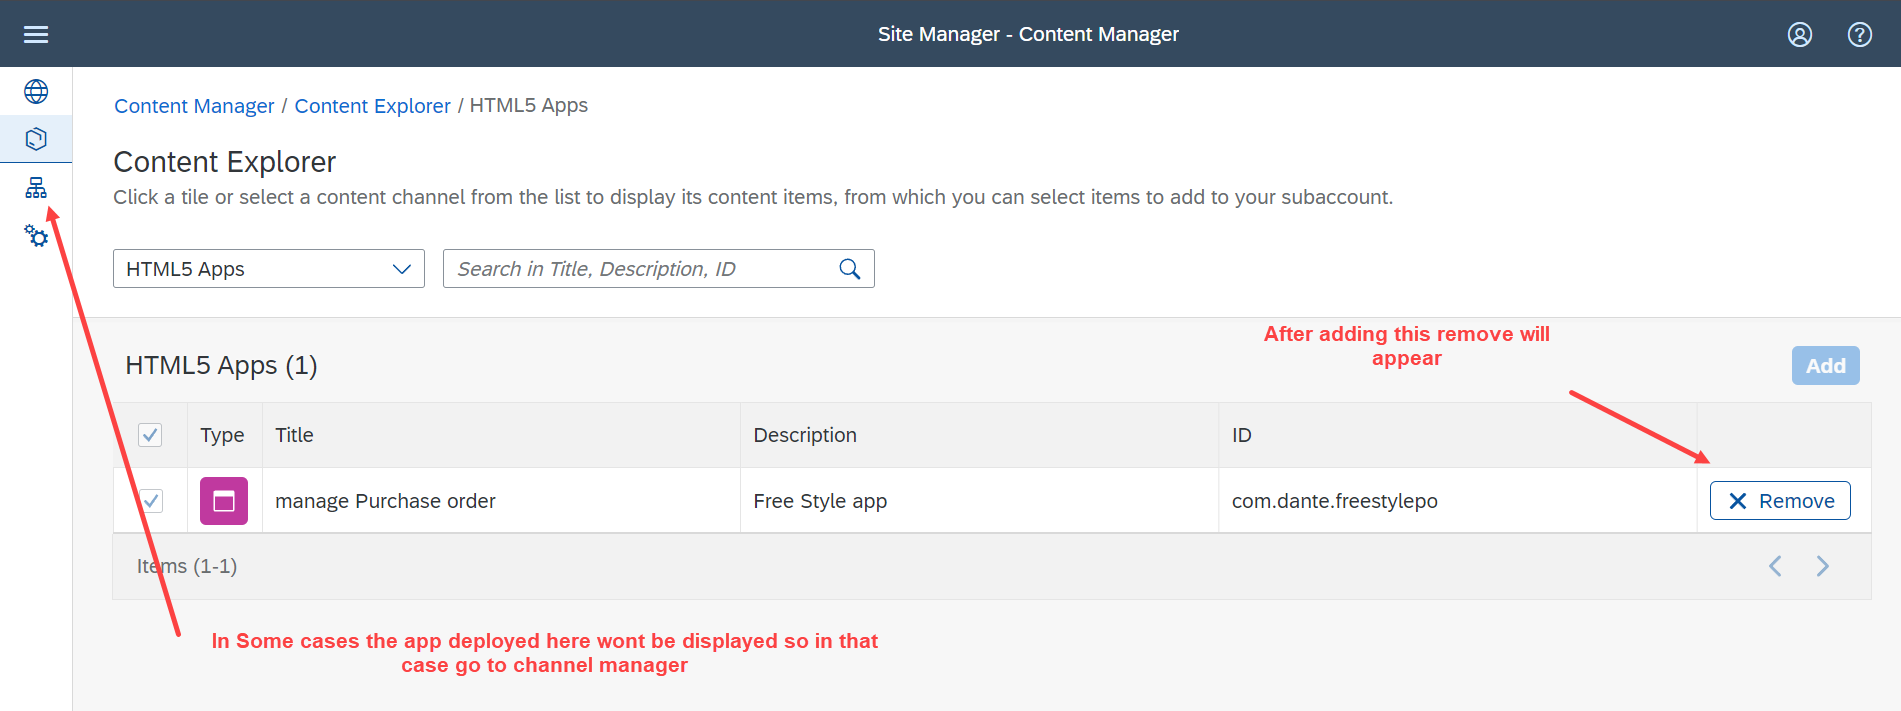 Site Manager - Content Manager
Content Manager / Content Explorer / HTML5 Apps
Content Explorer
Click a tile or select a content channel from the list to display its content items, from which you can select items to add to your subaccount.
HTML5 Apps
Search in Title, Description, ID
After adding this remove will
appear
HTML5 Apps (1)
Add
Type Title Description ID
manage Purchase order Free Style app com.dante.freestylepo Remove
Items (1-1)
In Some cases the app deployed here wont be displayed so in that
case go to channel manager